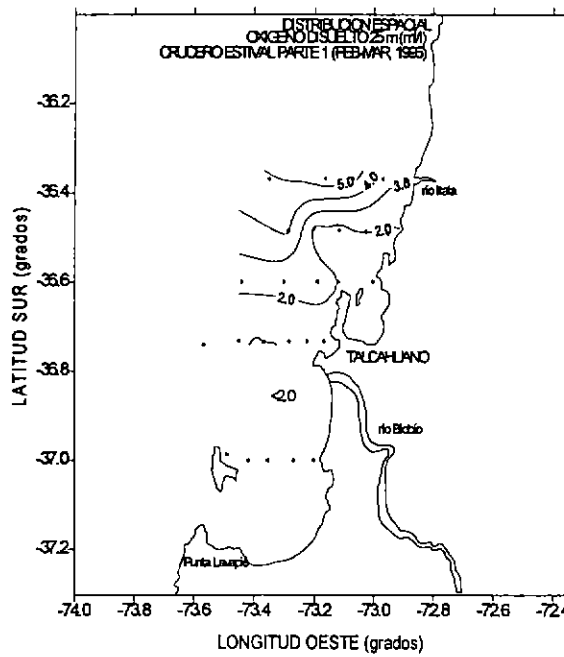 DISTRIBUCION ESPACIAL
OXIGENO DISUELTO 25 m (ml/l)
CRUCERO ESTIVAL PARTE 1 (FEB-MAR, 1995)
-36.2
5.0
4.0
3.8
río Itata
-35.4
2.0
-36.6
2.0
TALCAHUANO
-36.8
<2.0
río Biobío
-37.0
-37.2
Punta Lavapié
-74.0 -73.8 -73.6 -73.4 -73.2 -73.0 -72.8 -72.6 -72.4
LATITUD SUR (grados)
LONGITUD OESTE (grados)